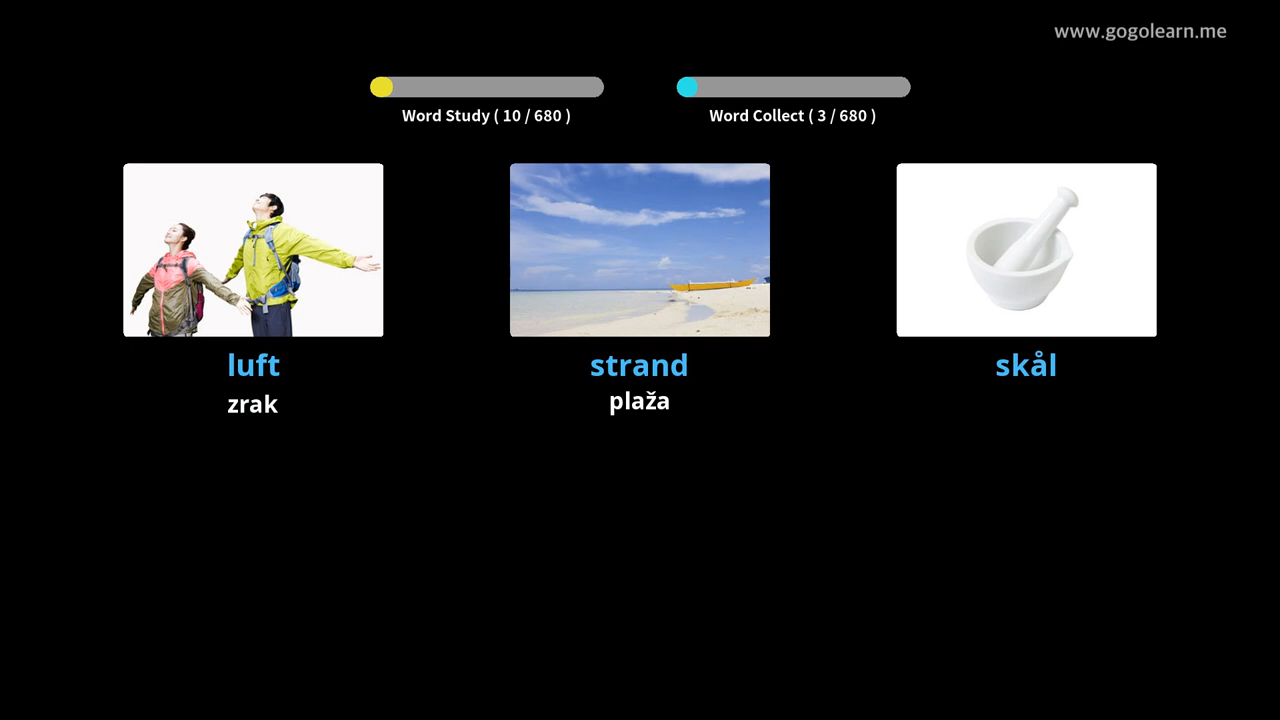 www.gogolearn.me
Word Study ( 10 / 680 )
Word Collect ( 3 / 680 )
luft
strand
skål
zrak
plaža